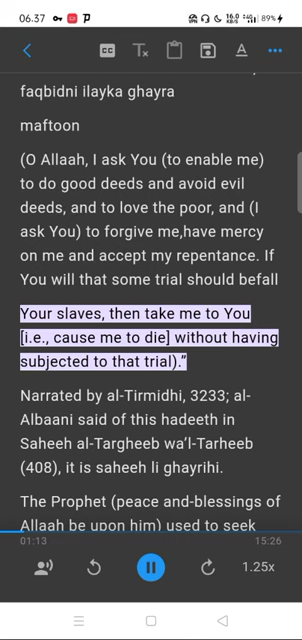 06.37
16.0
KB/S
4G
89%
CC
faqbidni ilayka ghayra
maftoon
(O Allaah, I ask You (to enable me)
to do good deeds and avoid evil
deeds, and to love the poor, and (I
ask You) to forgive me,have mercy
on me and accept my repentance. If
You will that some trial should befall
Your slaves, then take me to You
[i.e., cause me to die] without having
subjected to that trial).”
Narrated by al-Tirmidhi, 3233; al-
Albaani said of this hadeeth in
Saheeh al-Targheeb wa’l-Tarheeb
(408), it is saheeh li ghayrihi.
The Prophet (peace and-blessings of
Allaah be upon him) used to seek
01:13
15:26
1.25x